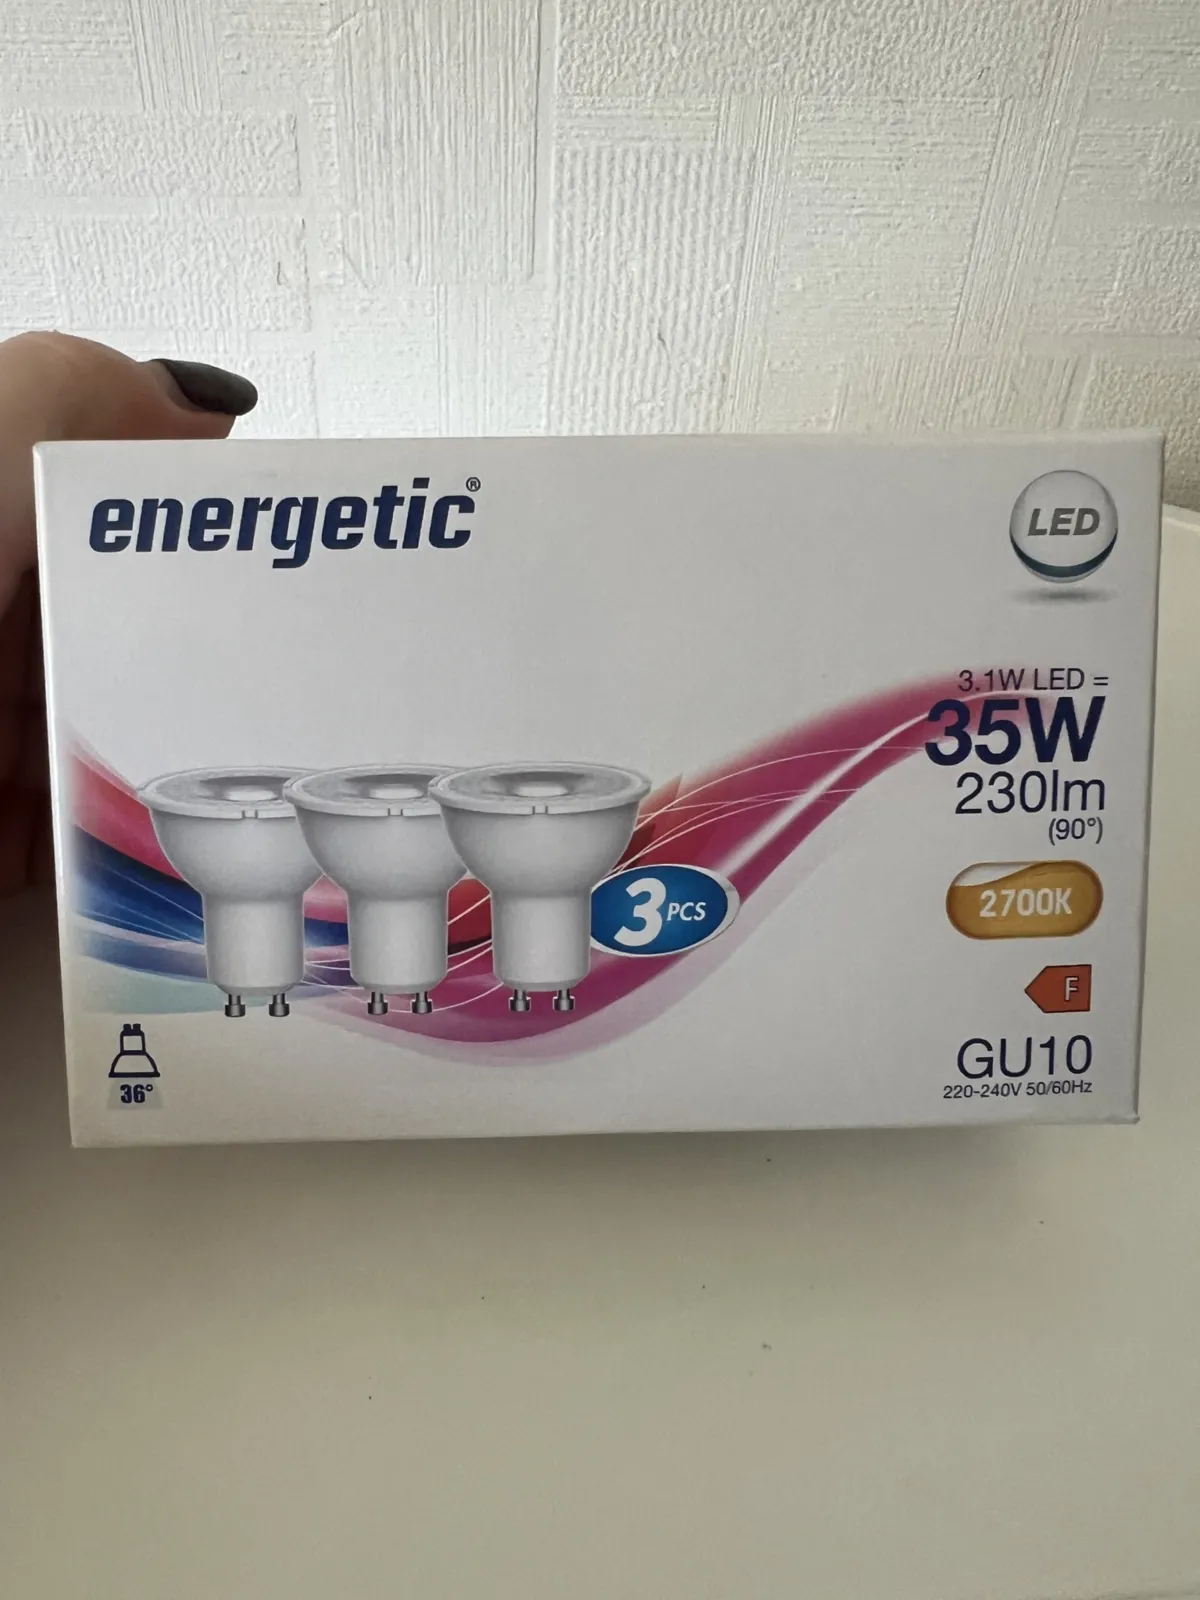 energetic®
LED
3.1W LED =
35W
230lm
(90°)
2700K
3 PCS
F
GU10
220-240V 50/60Hz
36°